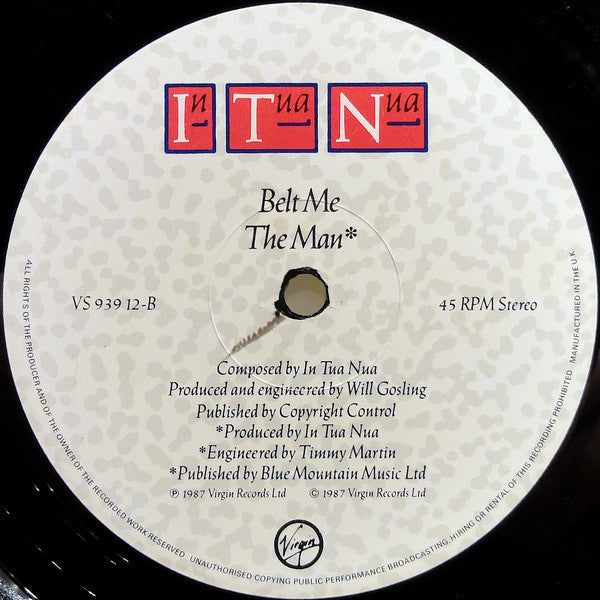 In Tua Nua
Belt Me
The Man*
VS 939 12-B
45 RPM Stereo
Composed by In Tua Nua
Produced and engineered by Will Gosling
Published by Copyright Control
*Produced by In Tua Nua
*Engineered by Timmy Martin
*Published by Blue Mountain Music Ltd
℗ 1987 Virgin Records Ltd © 1987 Virgin Records Ltd
Virgin
ALL RIGHTS OF THE PRODUCER AND OF THE OWNER OF THE RECORDED WORK RESERVED UNAUTHORISED COPYING PUBLIC PERFORMANCE BROADCASTING, HIRING OR RENTAL OF THIS RECORDING PROHIBITED MANUFACTURED IN THE U.K.